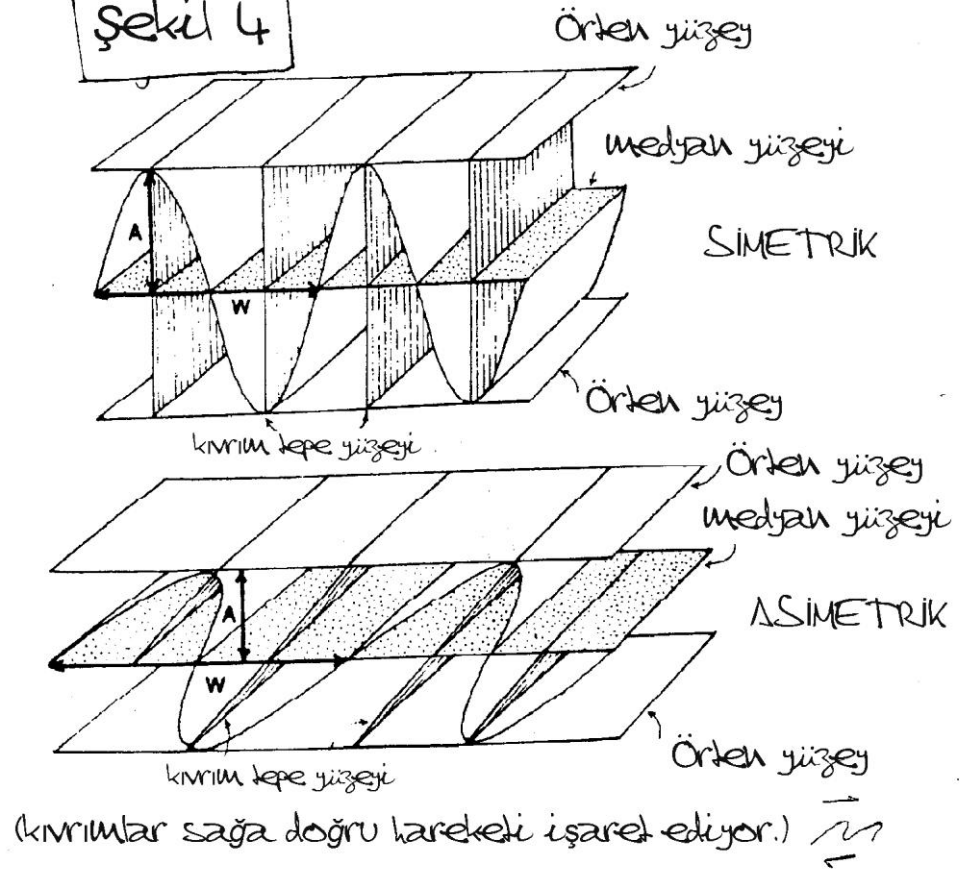 Şekil 4
Örten yüzey
medyan yüzeyi
A
SİMETRİK
W
Örten yüzey
kıvrım tepe yüzeyi
Örten yüzey
medyan yüzeyi
A
ASİMETRİK
W
Örten yüzey
kıvrım tepe yüzeyi
(kıvrımlar sağa doğru hareketi işaret ediyor.)